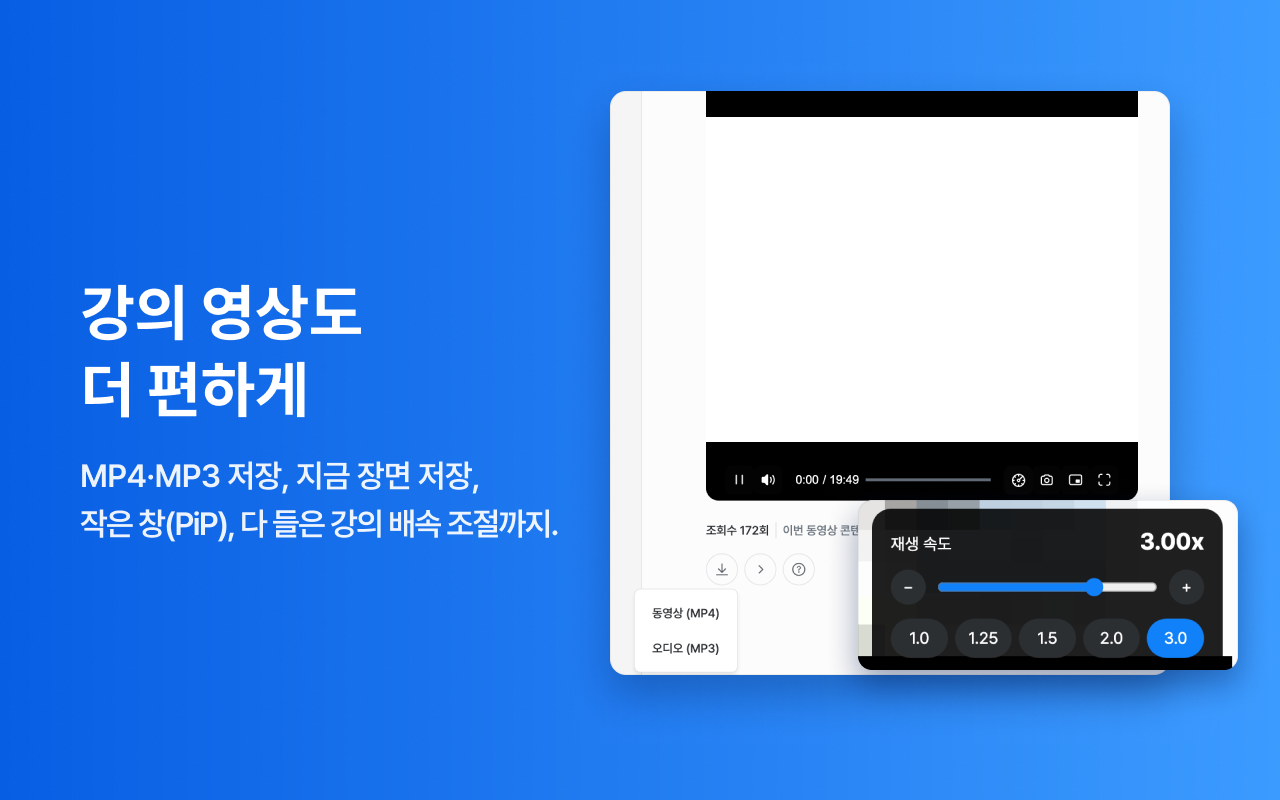 강의 영상도
더 편하게
MP4·MP3 저장, 지금 장면 저장,
작은 창(PiP), 다 들은 강의 배속 조절까지.
0:00 / 19:49
조회수 172회 이번 동영상 콘텐
동영상 (MP4)
오디오 (MP3)
재생 속도 3.00x
1.0 1.25 1.5 2.0 3.0